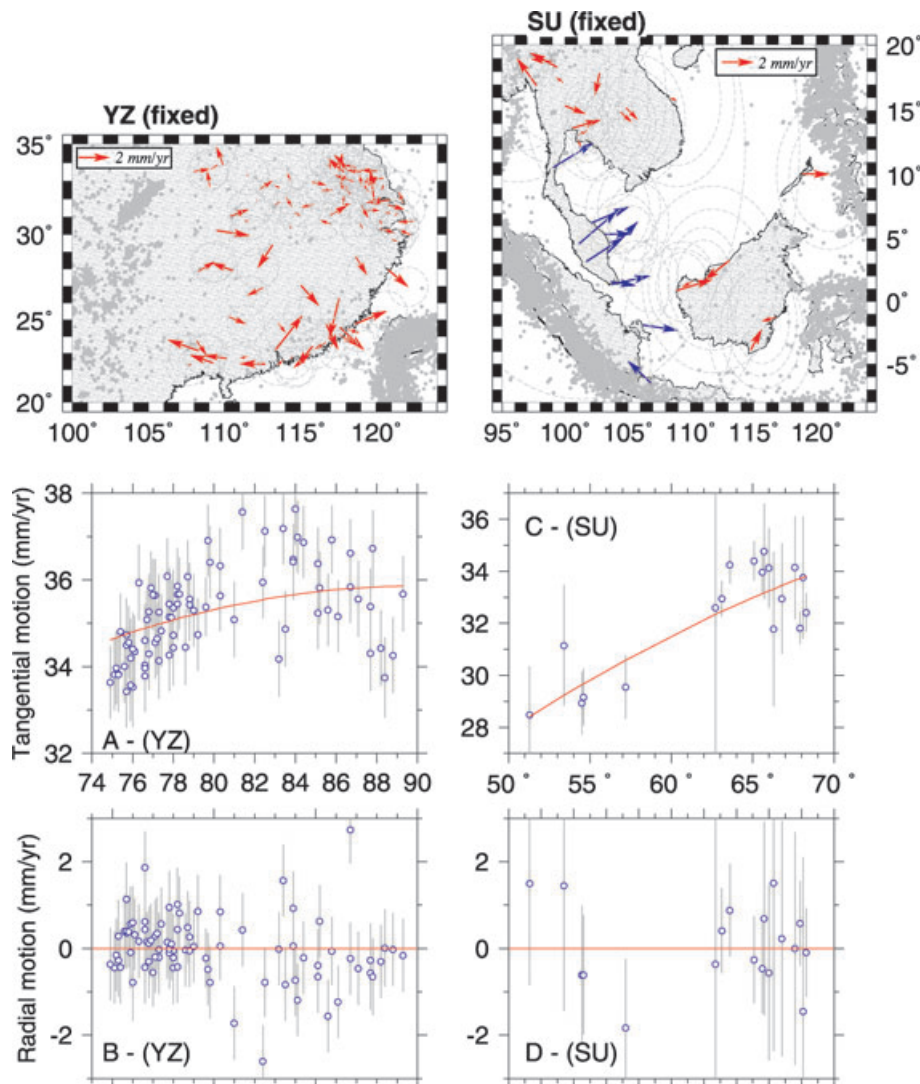 SU (fixed)
20°
2 mm/yr
15°
10°
5°
0°
-5°
95° 100° 105° 110° 115° 120°
YZ (fixed)
35°
2 mm/yr
30°
25°
20°
100° 105° 110° 115° 120°
Tangential motion (mm/yr)
38
36
34
32
A - (YZ)
74 76 78 80 82 84 86 88 90
36
34
32
30
28
C - (SU)
50° 55° 60° 65° 70°
Radial motion (mm/yr)
2
0
-2
B - (YZ)
2
0
-2
D - (SU)